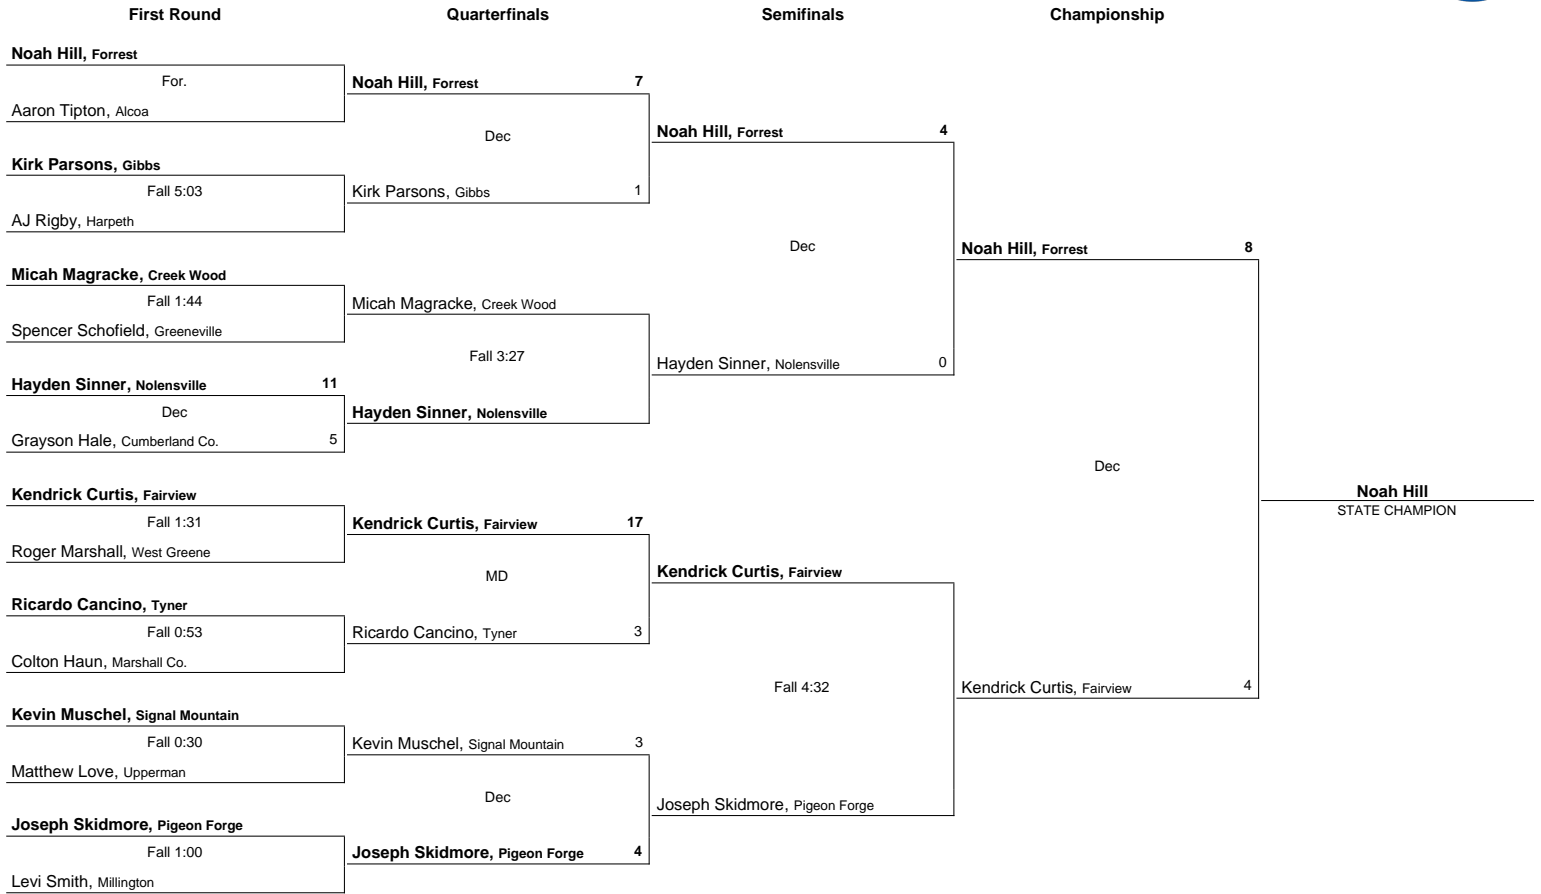 First Round Quarterfinals Semifinals Championship
Noah Hill, Forrest
For.
Aaron Tipton, Alcoa
Kirk Parsons, Gibbs
Fall 5:03
AJ Rigby, Harpeth
Micah Magracke, Creek Wood
Fall 1:44
Spencer Schofield, Greeneville
Hayden Sinner, Nolensville 11
Dec
Grayson Hale, Cumberland Co. 5
Kendrick Curtis, Fairview
Fall 1:31
Roger Marshall, West Greene
Ricardo Cancino, Tyner
Fall 0:53
Colton Haun, Marshall Co.
Kevin Muschel, Signal Mountain
Fall 0:30
Matthew Love, Upperman
Joseph Skidmore, Pigeon Forge
Fall 1:00
Levi Smith, Millington
Noah Hill, Forrest 7
Dec
Kirk Parsons, Gibbs 1
Micah Magracke, Creek Wood
Fall 3:27
Hayden Sinner, Nolensville
Kendrick Curtis, Fairview 17
MD
Ricardo Cancino, Tyner 3
Kevin Muschel, Signal Mountain 3
Dec
Joseph Skidmore, Pigeon Forge 4
Noah Hill, Forrest 4
Dec
Hayden Sinner, Nolensville 0
Kendrick Curtis, Fairview
Fall 4:32
Joseph Skidmore, Pigeon Forge
Noah Hill, Forrest 8
Dec
Kendrick Curtis, Fairview 4
Noah Hill
STATE CHAMPION